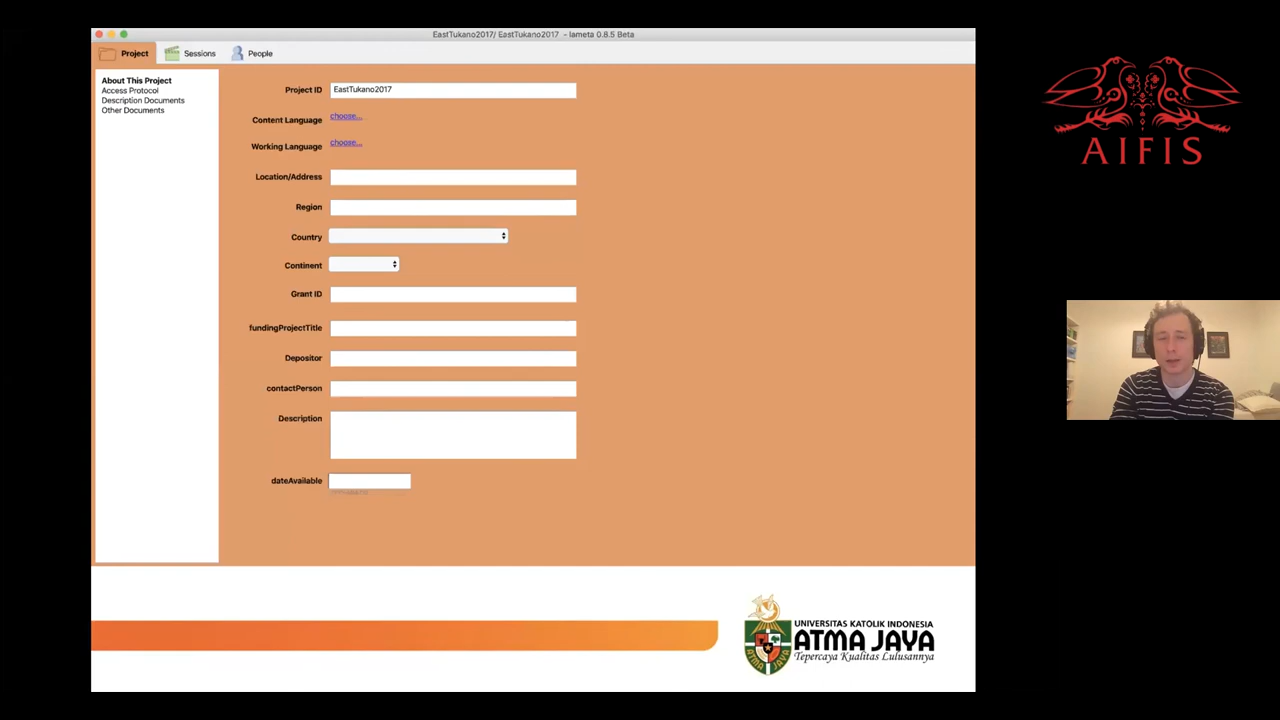 EastTukano2017/ EastTukano2017 - lameta 0.8.5 Beta
Project
Sessions
People
About This Project
Access Protocol
Description Documents
Other Documents
Project ID
EastTukano2017
Content Language
choose...
Working Language
choose...
Location/Address
Region
Country
Continent
Grant ID
fundingProjectTitle
Depositor
contactPerson
Description
dateAvailable
AIFIS
UNIVERSITAS KATOLIK INDONESIA
ATMA JAYA
Tepercaya Kualitas Lulusannya